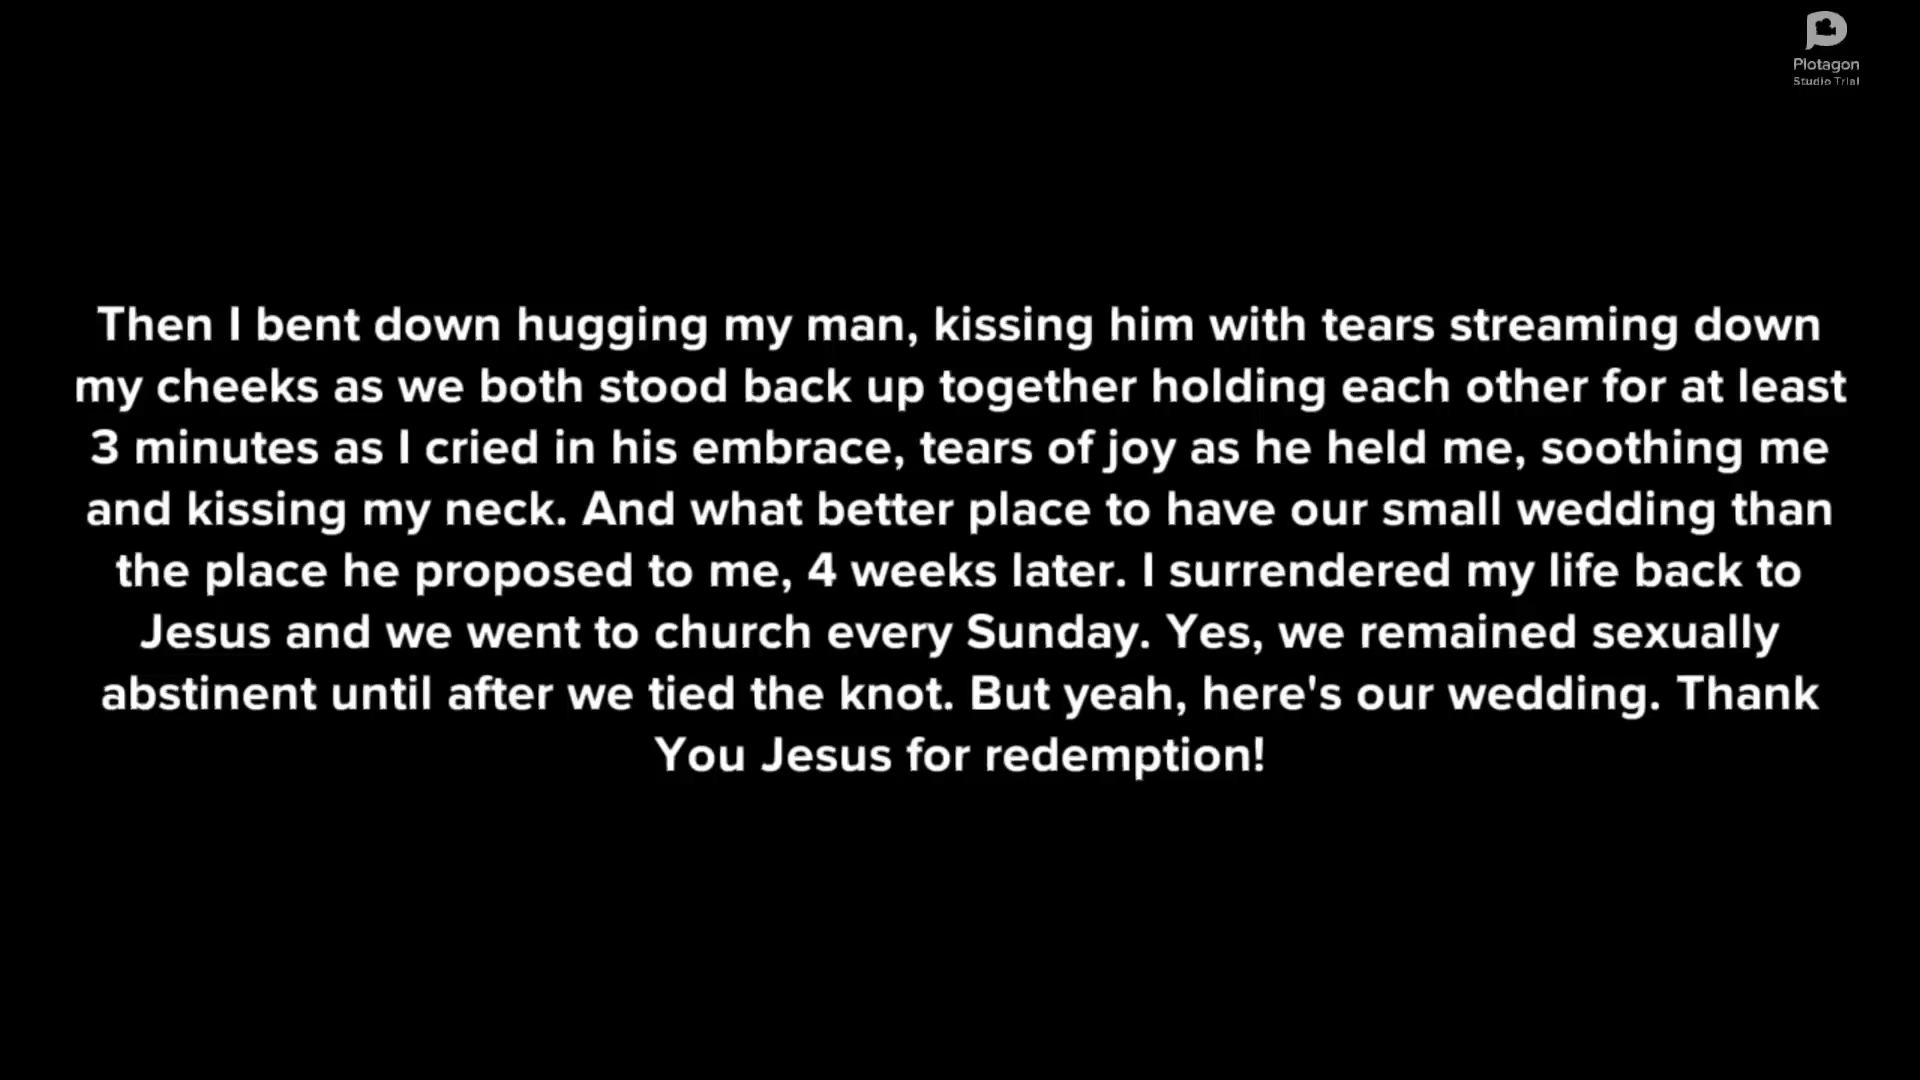 Plotagon
Studio Trial
Then I bent down hugging my man, kissing him with tears streaming down
my cheeks as we both stood back up together holding each other for at least
3 minutes as I cried in his embrace, tears of joy as he held me, soothing me
and kissing my neck. And what better place to have our small wedding than
the place he proposed to me, 4 weeks later. I surrendered my life back to
Jesus and we went to church every Sunday. Yes, we remained sexually
abstinent until after we tied the knot. But yeah, here's our wedding. Thank
You Jesus for redemption!